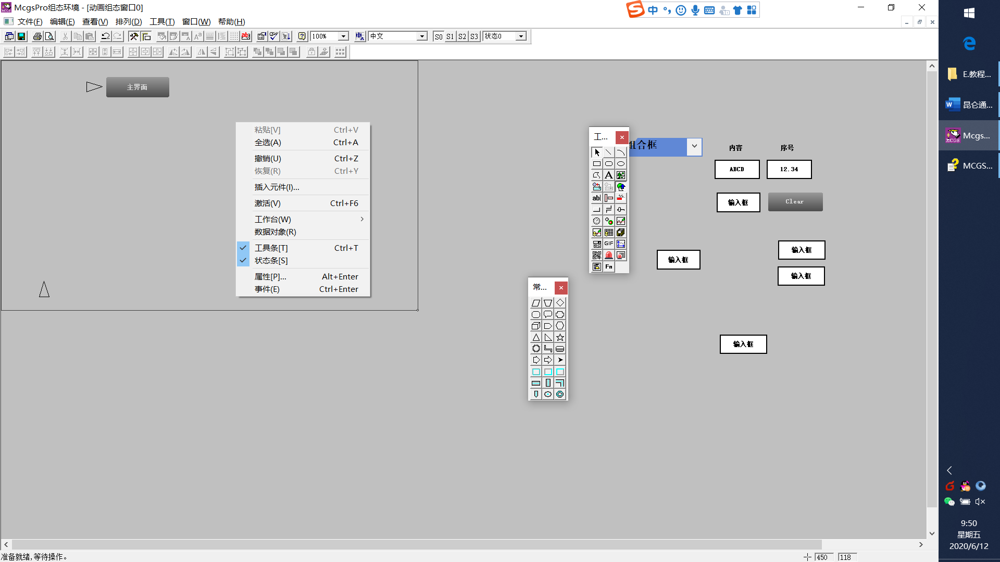 McgsPro组态环境 - [动画组态窗口0]
中
文件(F) 编辑(E) 查看(V) 排列(D) 工具(T) 窗口(W) 帮助(H)
100% 中文 S0 S1 S2 S3 状态0
主界面
粘贴[V] Ctrl+V
全选(A) Ctrl+A
撤销(U) Ctrl+Z
恢复(R) Ctrl+Y
插入元件(I)...
激活(V) Ctrl+F6
工作台(W)
数据对象(R)
工具条[T] Ctrl+T
状态条[S]
属性[P]... Alt+Enter
事件(E) Ctrl+Enter
工...
A
ab|
GIF
Fn
常...
组合框
内容 序号
ABCD 12.34
输入框 Clear
输入框
输入框
输入框
输入框
E.教程...
昆仑通...
Mcgs...
MCGS...
9:50
星期五
2020/6/12
准备就绪,等待操作。
450 118